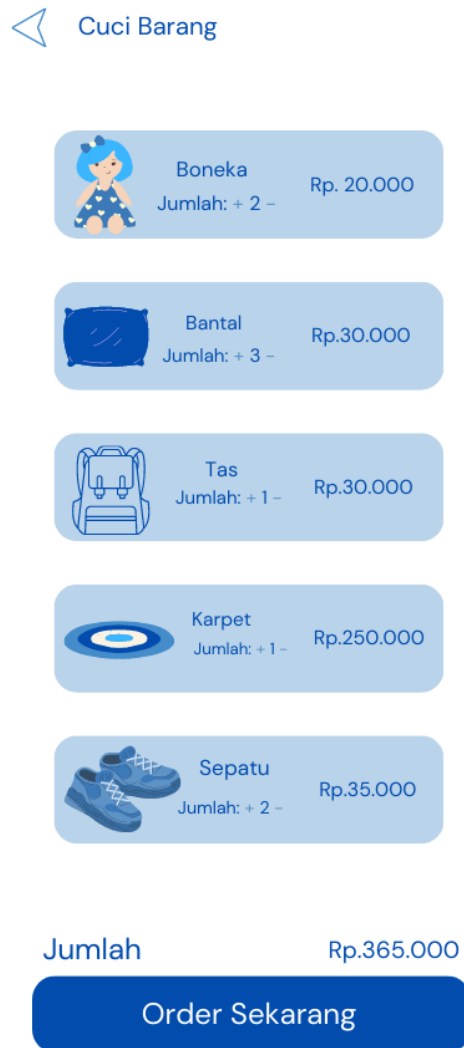 Cuci Barang
Boneka
Jumlah: + 2 -
Rp. 20.000
Bantal
Jumlah: + 3 -
Rp.30.000
Tas
Jumlah: + 1 -
Rp.30.000
Karpet
Jumlah: + 1 -
Rp.250.000
Sepatu
Jumlah: + 2 -
Rp.35.000
Jumlah
Rp.365.000
Order Sekarang